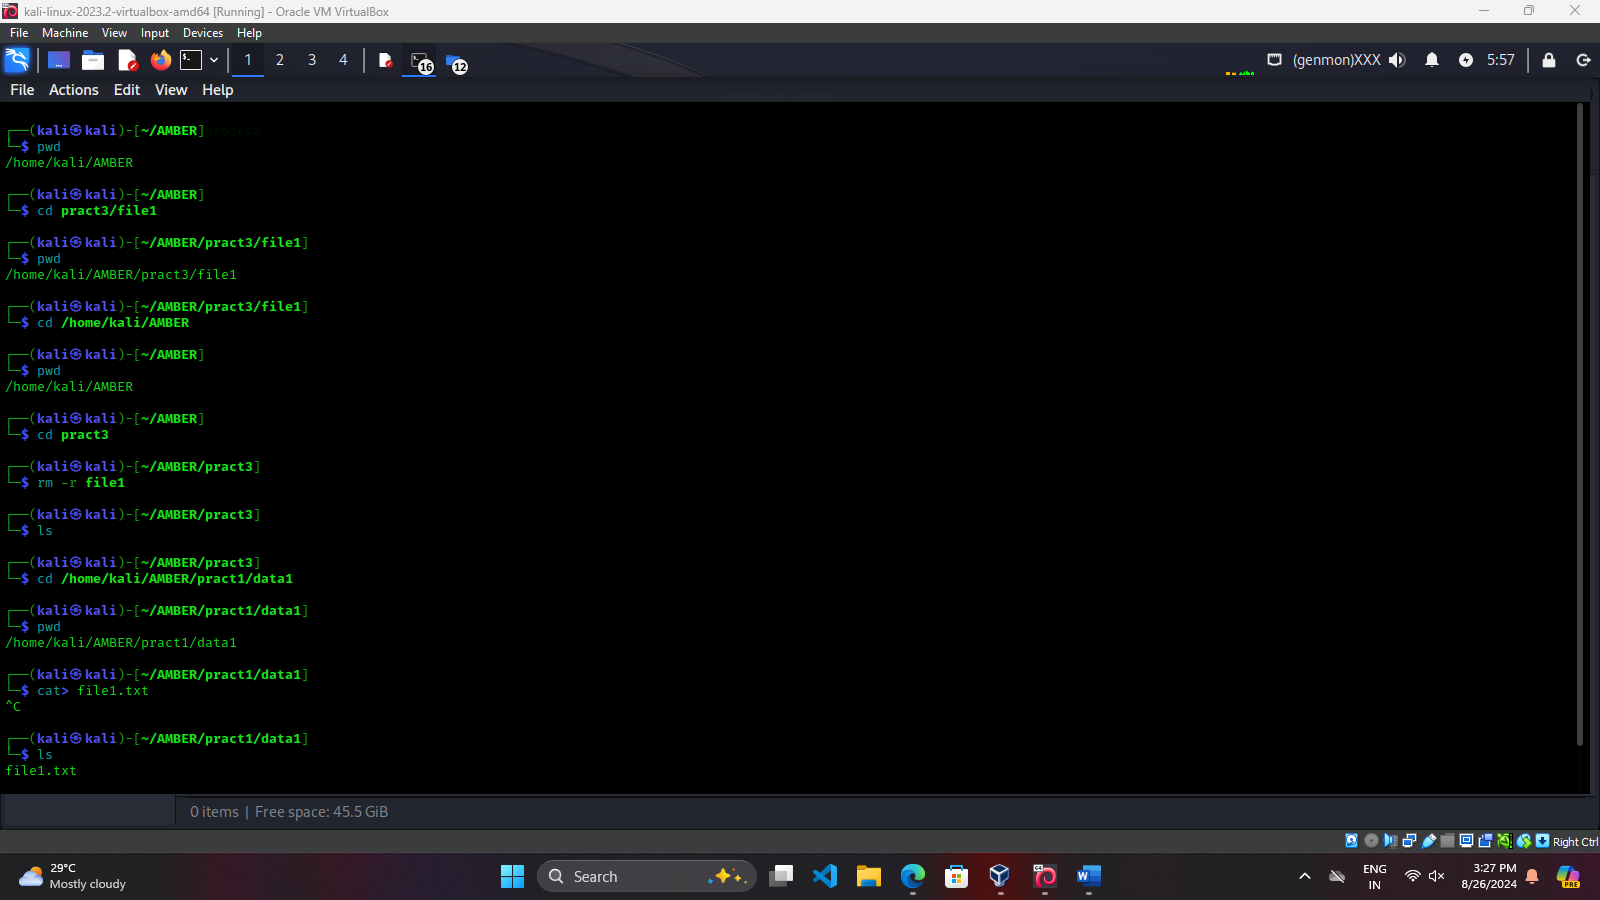 kali-linux-2023.2-virtualbox-amd64 [Running] - Oracle VM VirtualBox
File Machine View Input Devices Help
1 2 3 4 16 12 (genmon)XXX 5:57
File Actions Edit View Help
┌──(kali㉿kali)-[~/AMBER]
└─$ pwd
/home/kali/AMBER
┌──(kali㉿kali)-[~/AMBER]
└─$ cd pract3/file1
┌──(kali㉿kali)-[~/AMBER/pract3/file1]
└─$ pwd
/home/kali/AMBER/pract3/file1
┌──(kali㉿kali)-[~/AMBER/pract3/file1]
└─$ cd /home/kali/AMBER
┌──(kali㉿kali)-[~/AMBER]
└─$ pwd
/home/kali/AMBER
┌──(kali㉿kali)-[~/AMBER]
└─$ cd pract3
┌──(kali㉿kali)-[~/AMBER/pract3]
└─$ rm -r file1
┌──(kali㉿kali)-[~/AMBER/pract3]
└─$ ls
┌──(kali㉿kali)-[~/AMBER/pract3]
└─$ cd /home/kali/AMBER/pract1/data1
┌──(kali㉿kali)-[~/AMBER/pract1/data1]
└─$ pwd
/home/kali/AMBER/pract1/data1
┌──(kali㉿kali)-[~/AMBER/pract1/data1]
└─$ cat> file1.txt
^C
┌──(kali㉿kali)-[~/AMBER/pract1/data1]
└─$ ls
file1.txt
0 items | Free space: 45.5 GiB
Right Ctrl
29°C
Mostly cloudy
Search
ENG
IN
3:27 PM
8/26/2024
PRE